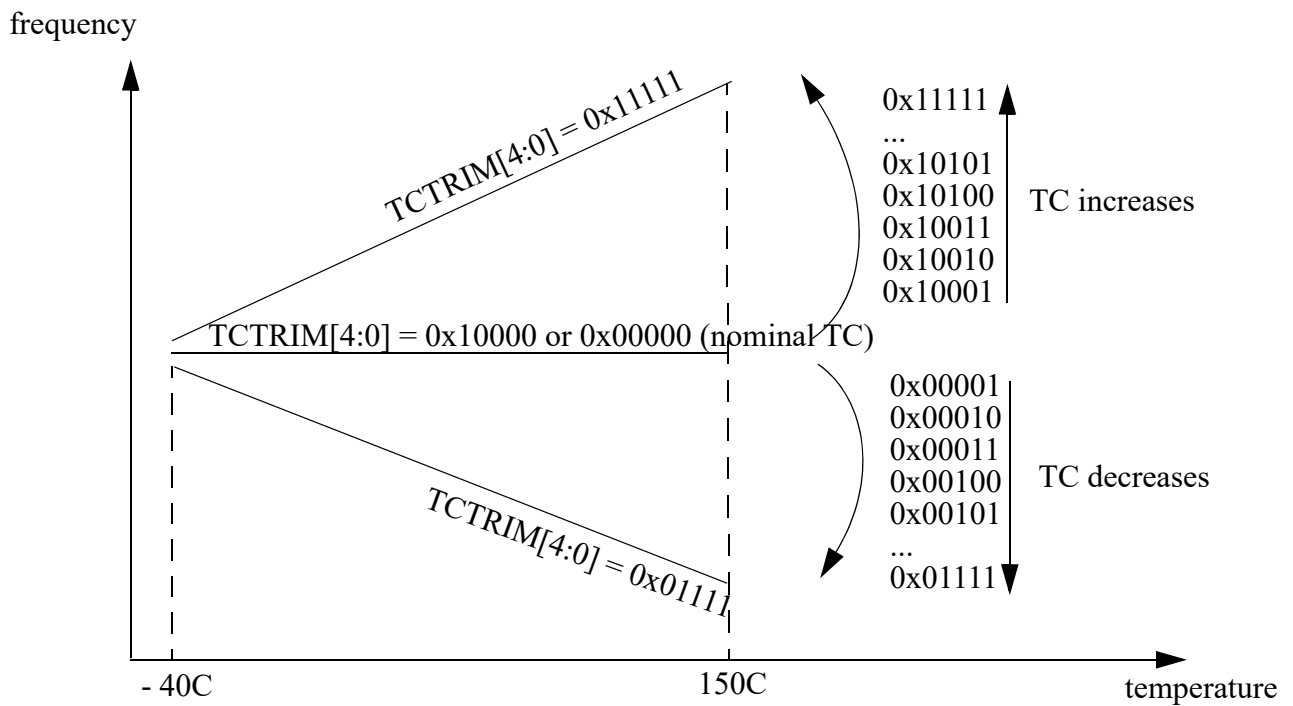 frequency
TCTRIM[4:0] = 0x11111
0x11111
...
0x10101
0x10100
0x10011
0x10010
0x10001
TC increases
TCTRIM[4:0] = 0x10000 or 0x00000 (nominal TC)
0x00001
0x00010
0x00011
0x00100
0x00101
...
0x01111
TC decreases
TCTRIM[4:0] = 0x01111
- 40C
150C
temperature